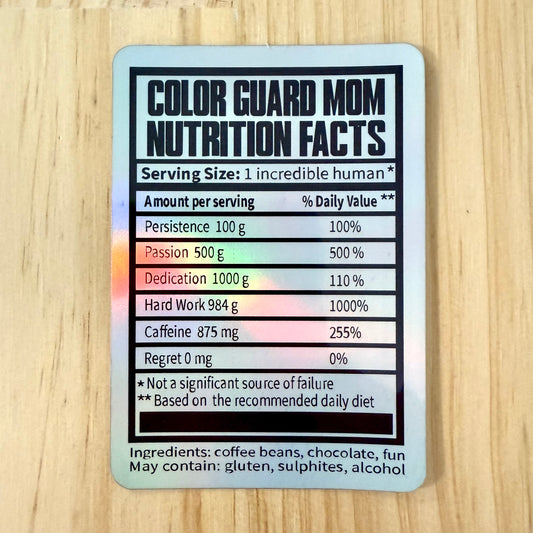 COLOR GUARD MOM
NUTRITION FACTS
Serving Size: 1 incredible human *
Amount per serving % Daily Value **
Persistence 100 g 100%
Passion 500 g 500 %
Dedication 1000 g 110 %
Hard Work 984 g 1000%
Caffeine 875 mg 255%
Regret 0 mg 0%
* Not a significant source of failure
** Based on the recommended daily diet
Ingredients: coffee beans, chocolate, fun
May contain: gluten, sulphites, alcohol